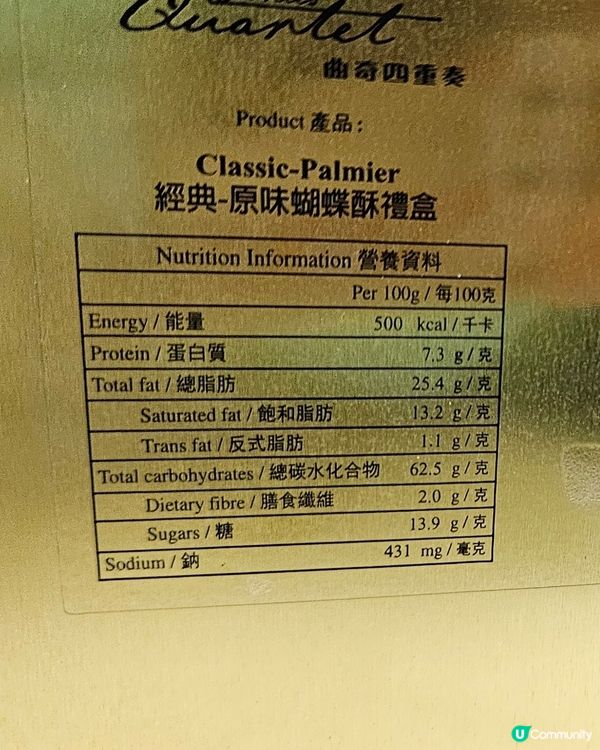 Quartet
曲奇四重奏
Product 產品：
Classic-Palmier
經典-原味蝴蝶酥禮盒
Nutrition Information 營養資料
Per 100g / 每100克
Energy / 能量 500 kcal / 千卡
Protein / 蛋白質 7.3 g / 克
Total fat / 總脂肪 25.4 g / 克
Saturated fat / 飽和脂肪 13.2 g / 克
Trans fat / 反式脂肪 1.1 g / 克
Total carbohydrates / 總碳水化合物 62.5 g / 克
Dietary fibre / 膳食纖維 2.0 g / 克
Sugars / 糖 13.9 g / 克
Sodium / 鈉 431 mg / 毫克
U Community